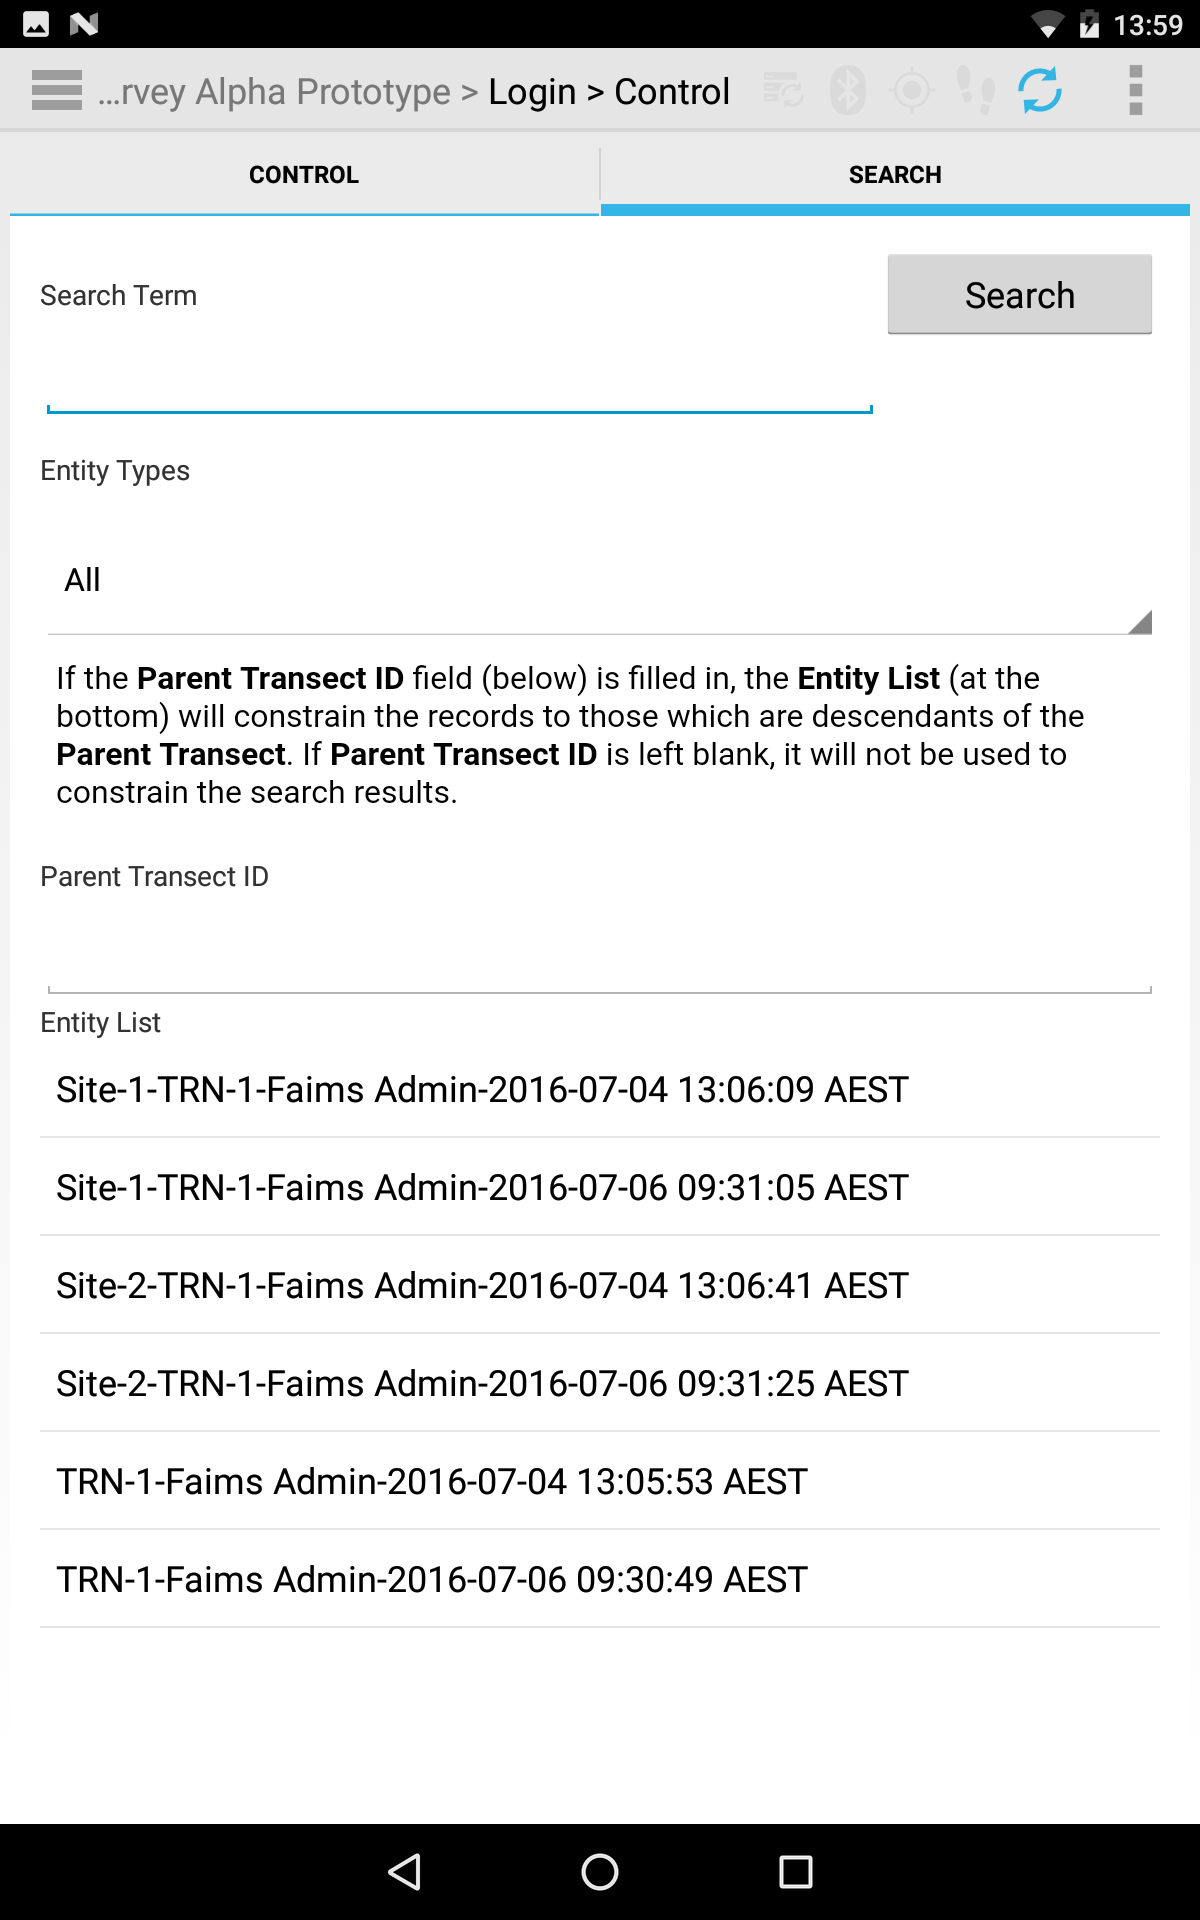 13:59
…rvey Alpha Prototype > Login > Control
CONTROL
SEARCH
Search Term
Search
Entity Types
All
If the Parent Transect ID field (below) is filled in, the Entity List (at the
bottom) will constrain the records to those which are descendants of the
Parent Transect. If Parent Transect ID is left blank, it will not be used to
constrain the search results.
Parent Transect ID
Entity List
Site-1-TRN-1-Faims Admin-2016-07-04 13:06:09 AEST
Site-1-TRN-1-Faims Admin-2016-07-06 09:31:05 AEST
Site-2-TRN-1-Faims Admin-2016-07-04 13:06:41 AEST
Site-2-TRN-1-Faims Admin-2016-07-06 09:31:25 AEST
TRN-1-Faims Admin-2016-07-04 13:05:53 AEST
TRN-1-Faims Admin-2016-07-06 09:30:49 AEST